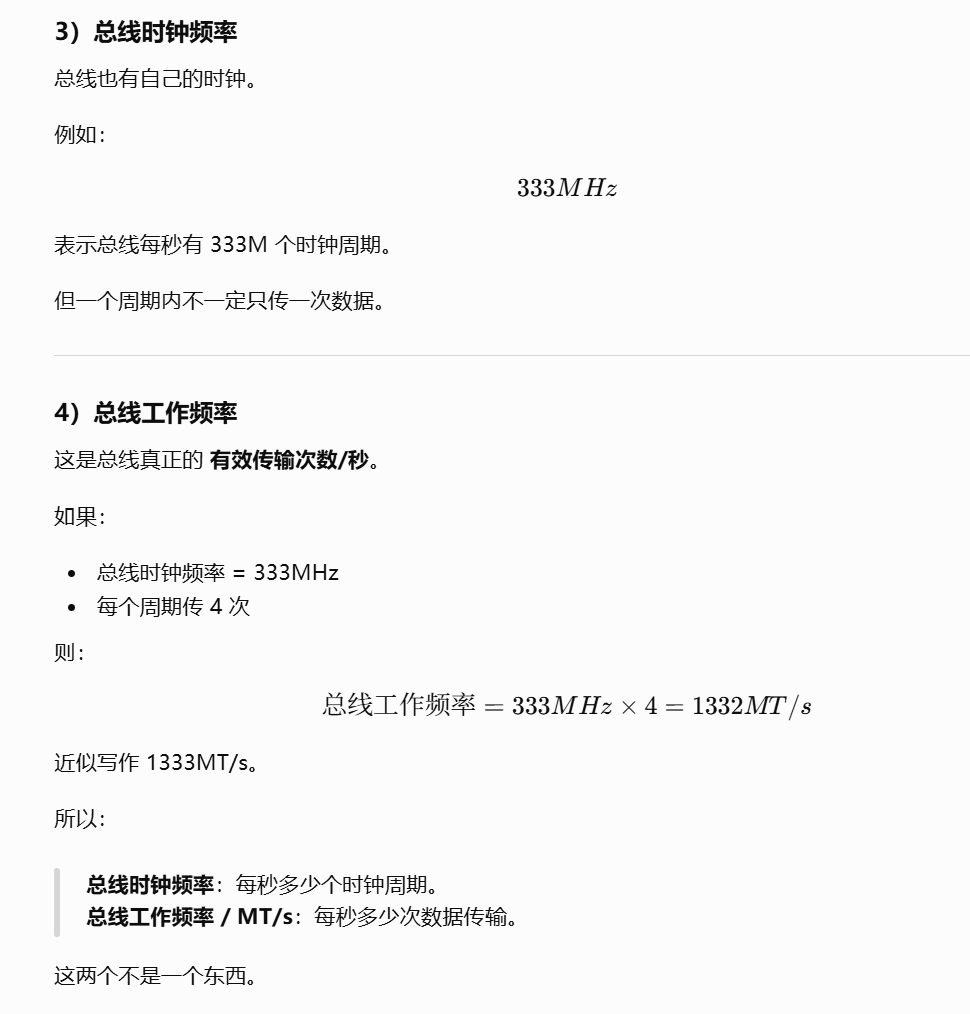 3）总线时钟频率
总线也有自己的时钟。
例如：
333MHz
表示总线每秒有 333M 个时钟周期。
但一个周期内不一定只传一次数据。
4）总线工作频率
这是总线真正的 有效传输次数/秒。
如果：
• 总线时钟频率 = 333MHz
• 每个周期传 4 次
则：
总线工作频率 = 333MHz × 4 = 1332MT/s
近似写作 1333MT/s。
所以：
总线时钟频率：每秒多少个时钟周期。
总线工作频率 / MT/s：每秒多少次数据传输。
这两个不是一个东西。